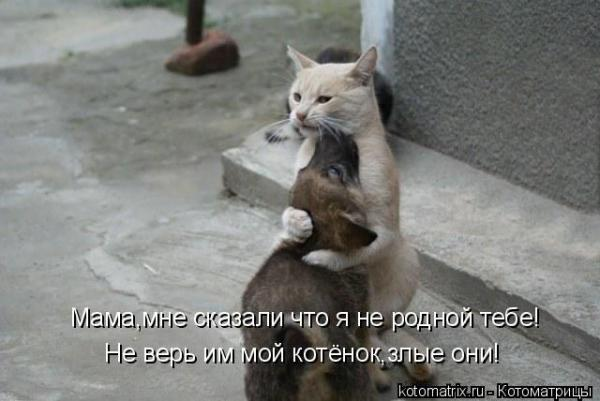 Мама,мне сказали что я не родной тебе!
Не верь им мой котёнок,злые они!
kotomatrix.ru - Котоматрицы